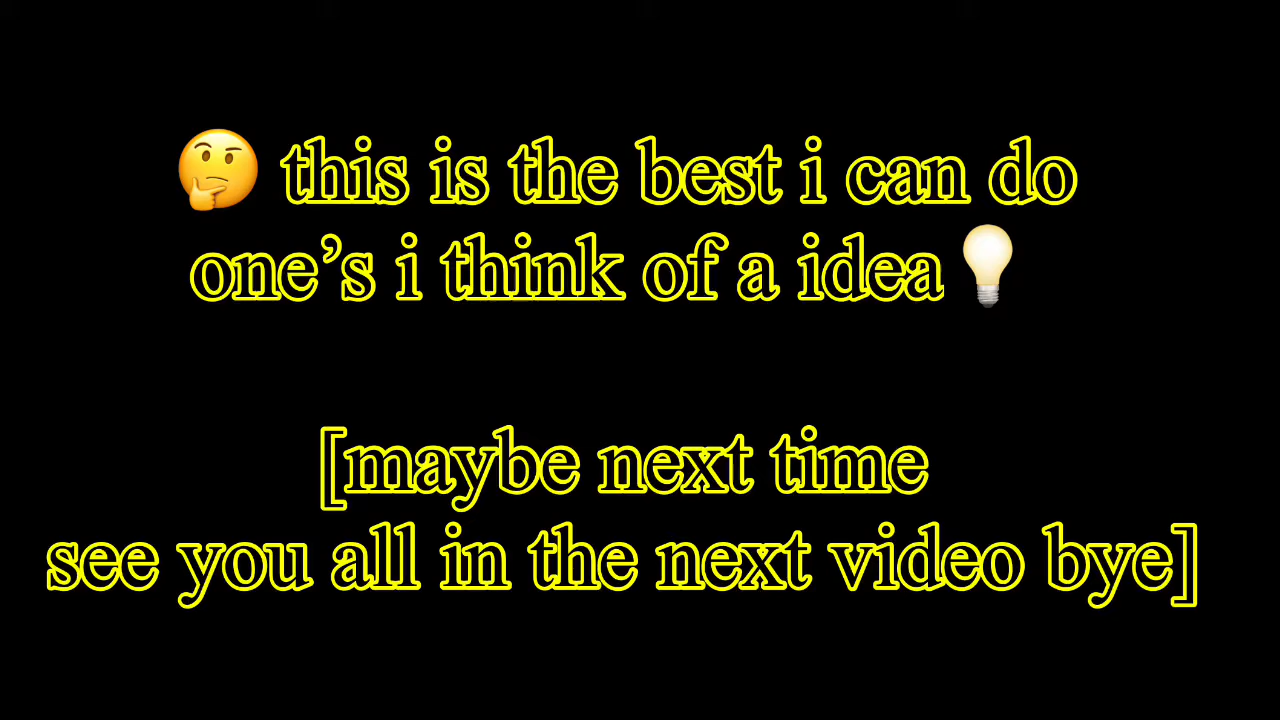 🤔 this is the best i can do
one’s i think of a idea💡
[maybe next time
see you all in the next video bye]